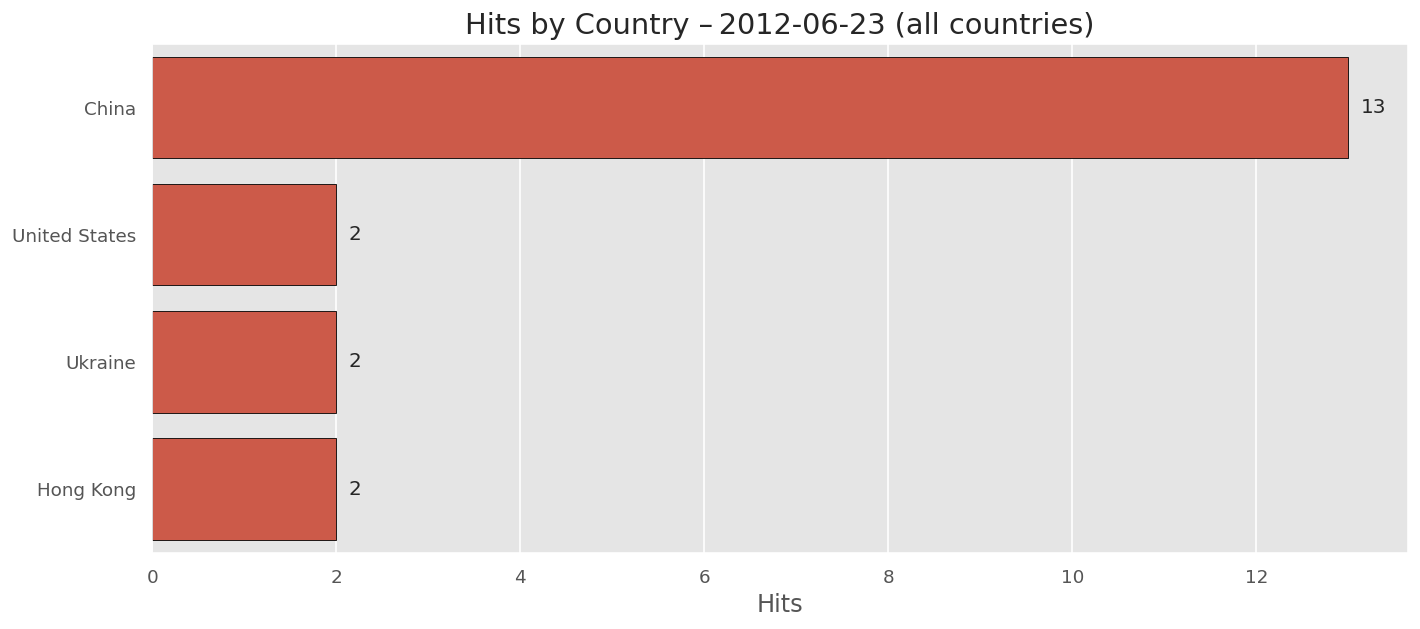 Hits by Country – 2012-06-23 (all countries)
China
13
United States
2
Ukraine
2
Hong Kong
2
0 2 4 6 8 10 12
Hits